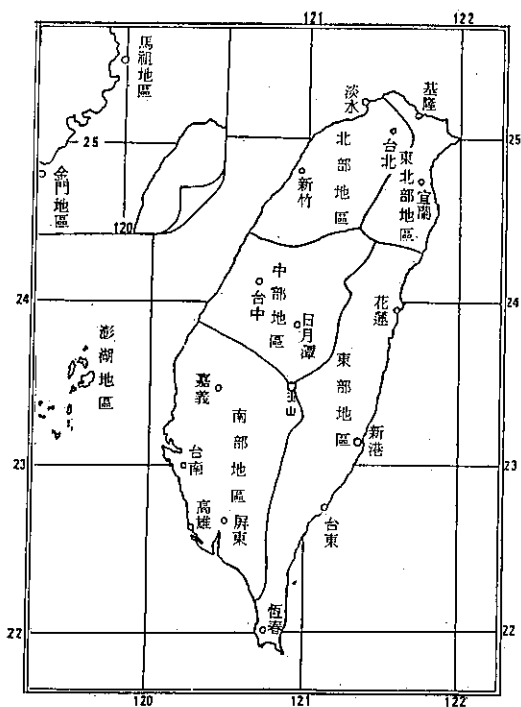 121
122
馬祖地區
25
金門地區
120
淡水
基隆
25
台北
北部地區
東北部地區
宜蘭
新竹
24
中部地區
台中
日月潭
花蓮
24
澎湖地區
嘉義
東部地區
南部地區
新港
23
台南
23
高雄
屏東
台東
恆春
22
22
120
121
122